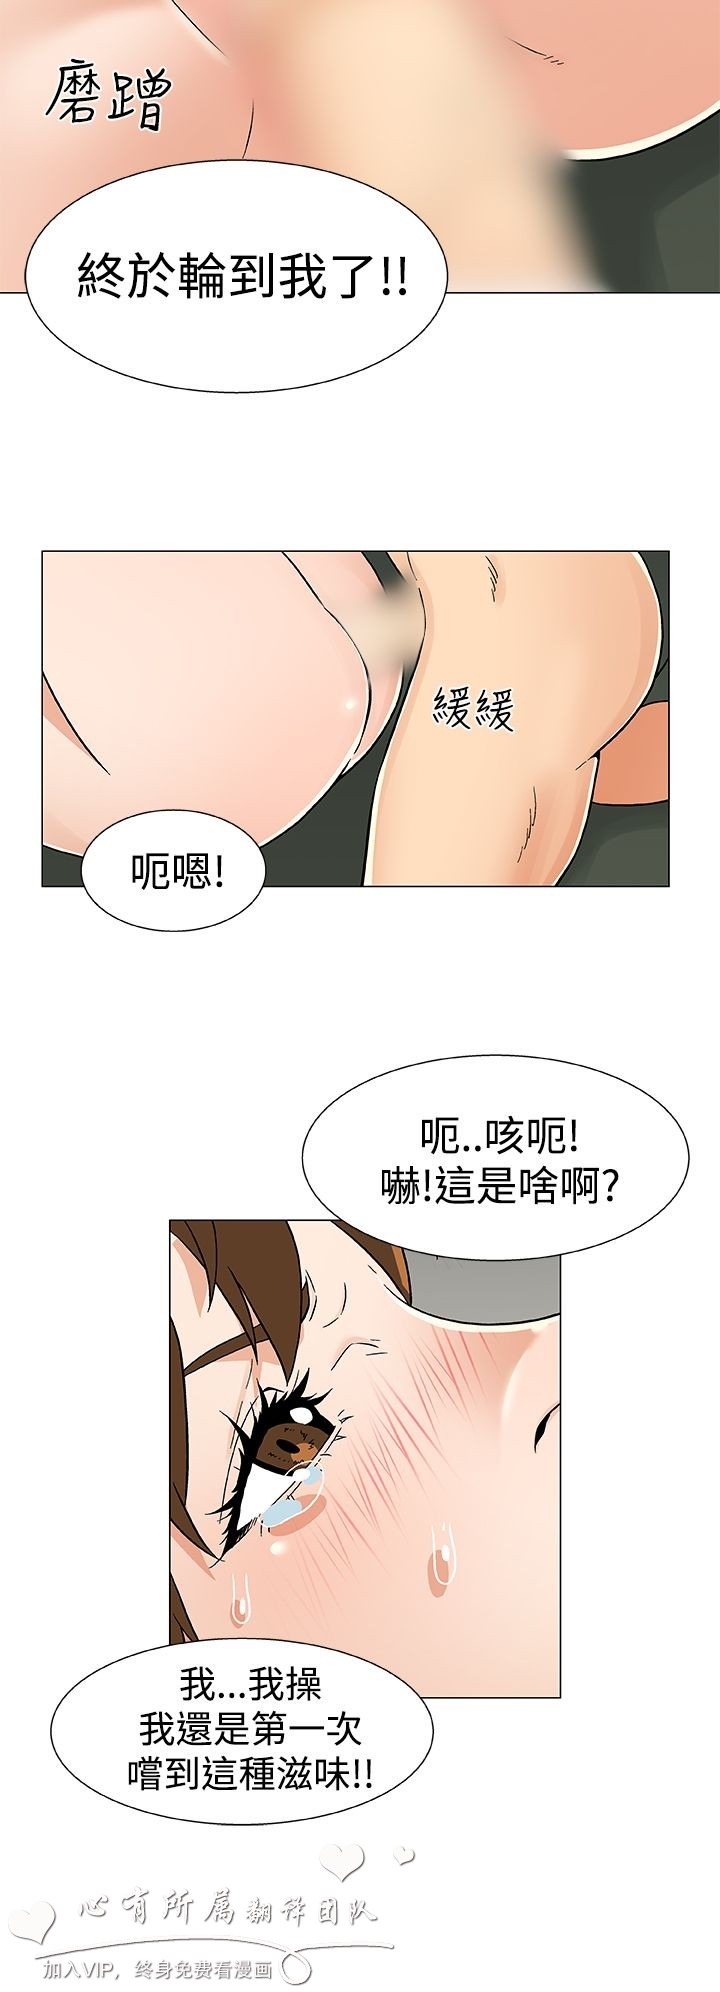 磨蹭
終於輪到我了!!
緩緩
呃嗯!
呃..咳呃!
嚇!這是啥啊?
我...我操
我還是第一次
嚐到這種滋味!!
心有所属翻译团队
加入VIP，终身免费看漫画